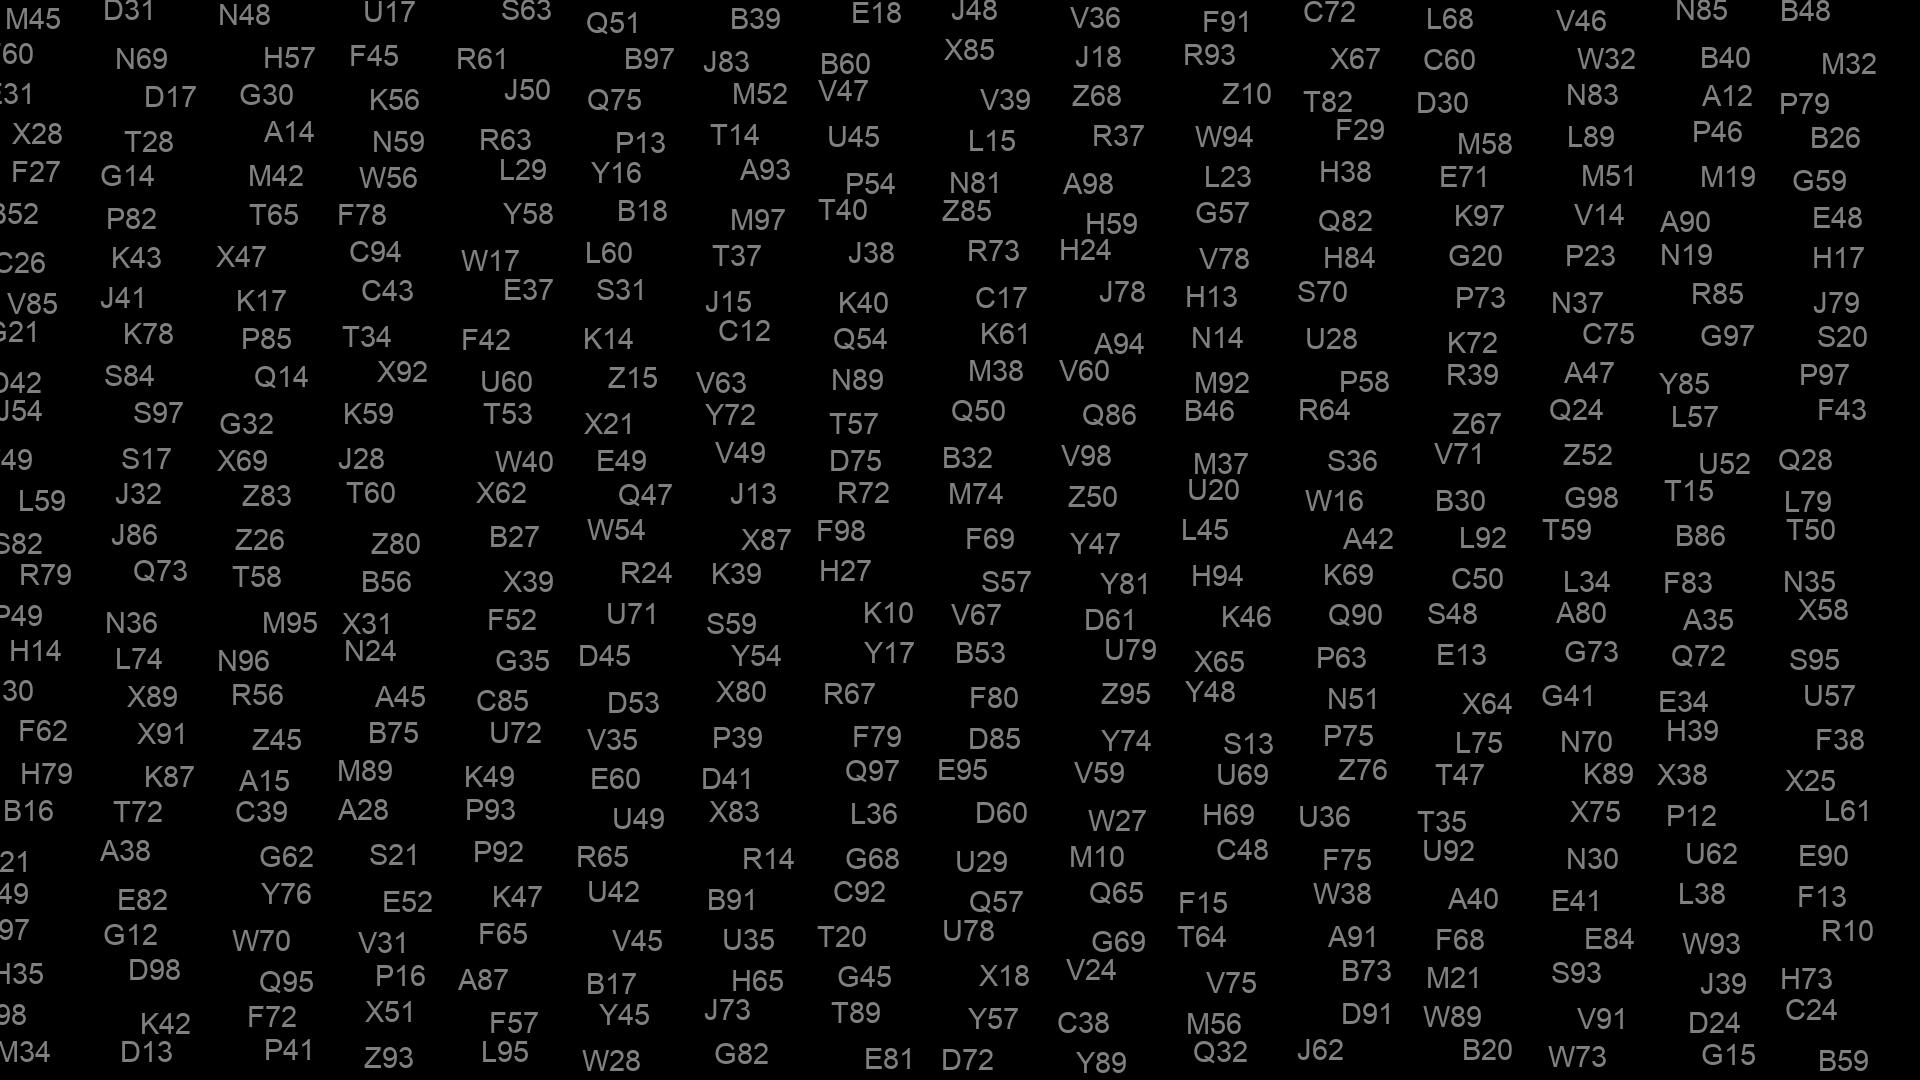 M45 D31 N48 U17 S63 Q51 B39 E18 J48 V36 F91 C72 L68 V46 N85 B48
60 N69 H57 F45 R61 B97 J83 B60 X85 J18 R93 X67 C60 W32 B40 M32
31 D17 G30 K56 J50 Q75 M52 V47 V39 Z68 Z10 T82 D30 N83 A12 P79
X28 T28 A14 N59 R63 P13 T14 U45 L15 R37 W94 F29 M58 L89 P46 B26
F27 G14 M42 W56 L29 Y16 A93 P54 N81 A98 L23 H38 E71 M51 M19 G59
B52 P82 T65 F78 Y58 B18 M97 T40 Z85 H59 G57 Q82 K97 V14 A90 E48
C26 K43 X47 C94 W17 L60 T37 J38 R73 H24 V78 H84 G20 P23 N19 H17
V85 J41 K17 C43 E37 S31 J15 K40 C17 J78 H13 S70 P73 N37 R85 J79
G21 K78 P85 T34 F42 K14 C12 Q54 K61 A94 N14 U28 K72 C75 G97 S20
42 S84 Q14 X92 U60 Z15 V63 N89 M38 V60 M92 P58 R39 A47 Y85 P97
J54 S97 G32 K59 T53 X21 Y72 T57 Q50 Q86 B46 R64 Z67 Q24 L57 F43
49 S17 X69 J28 W40 E49 V49 D75 B32 V98 M37 S36 V71 Z52 U52 Q28
L59 J32 Z83 T60 X62 Q47 J13 R72 M74 Z50 U20 W16 B30 G98 T15 L79
S82 J86 Z26 Z80 B27 W54 X87 F98 F69 Y47 L45 A42 L92 T59 B86 T50
R79 Q73 T58 B56 X39 R24 K39 H27 S57 Y81 H94 K69 C50 L34 F83 N35
P49 N36 M95 X31 F52 U71 S59 K10 V67 D61 K46 Q90 S48 A80 A35 X58
H14 L74 N96 N24 G35 D45 Y54 Y17 B53 U79 X65 P63 E13 G73 Q72 S95
30 X89 R56 A45 C85 D53 X80 R67 F80 Z95 Y48 N51 X64 G41 E34 U57
F62 X91 Z45 B75 U72 V35 P39 F79 D85 Y74 S13 P75 L75 N70 H39 F38
H79 K87 A15 M89 K49 E60 D41 Q97 E95 V59 U69 Z76 T47 K89 X38 X25
B16 T72 C39 A28 P93 U49 X83 L36 D60 W27 H69 U36 T35 X75 P12 L61
21 A38 G62 S21 P92 R65 R14 G68 U29 M10 C48 F75 U92 N30 U62 E90
49 E82 Y76 E52 K47 U42 B91 C92 Q57 Q65 F15 W38 A40 E41 L38 F13
97 G12 W70 V31 F65 V45 U35 T20 U78 G69 T64 A91 F68 E84 W93 R10
H35 D98 Q95 P16 A87 B17 H65 G45 X18 V24 V75 B73 M21 S93 J39 H73
98 K42 F72 X51 F57 Y45 J73 T89 Y57 C38 M56 D91 W89 V91 D24 C24
M34 D13 P41 Z93 L95 W28 G82 E81 D72 Y89 Q32 J62 B20 W73 G15 B59